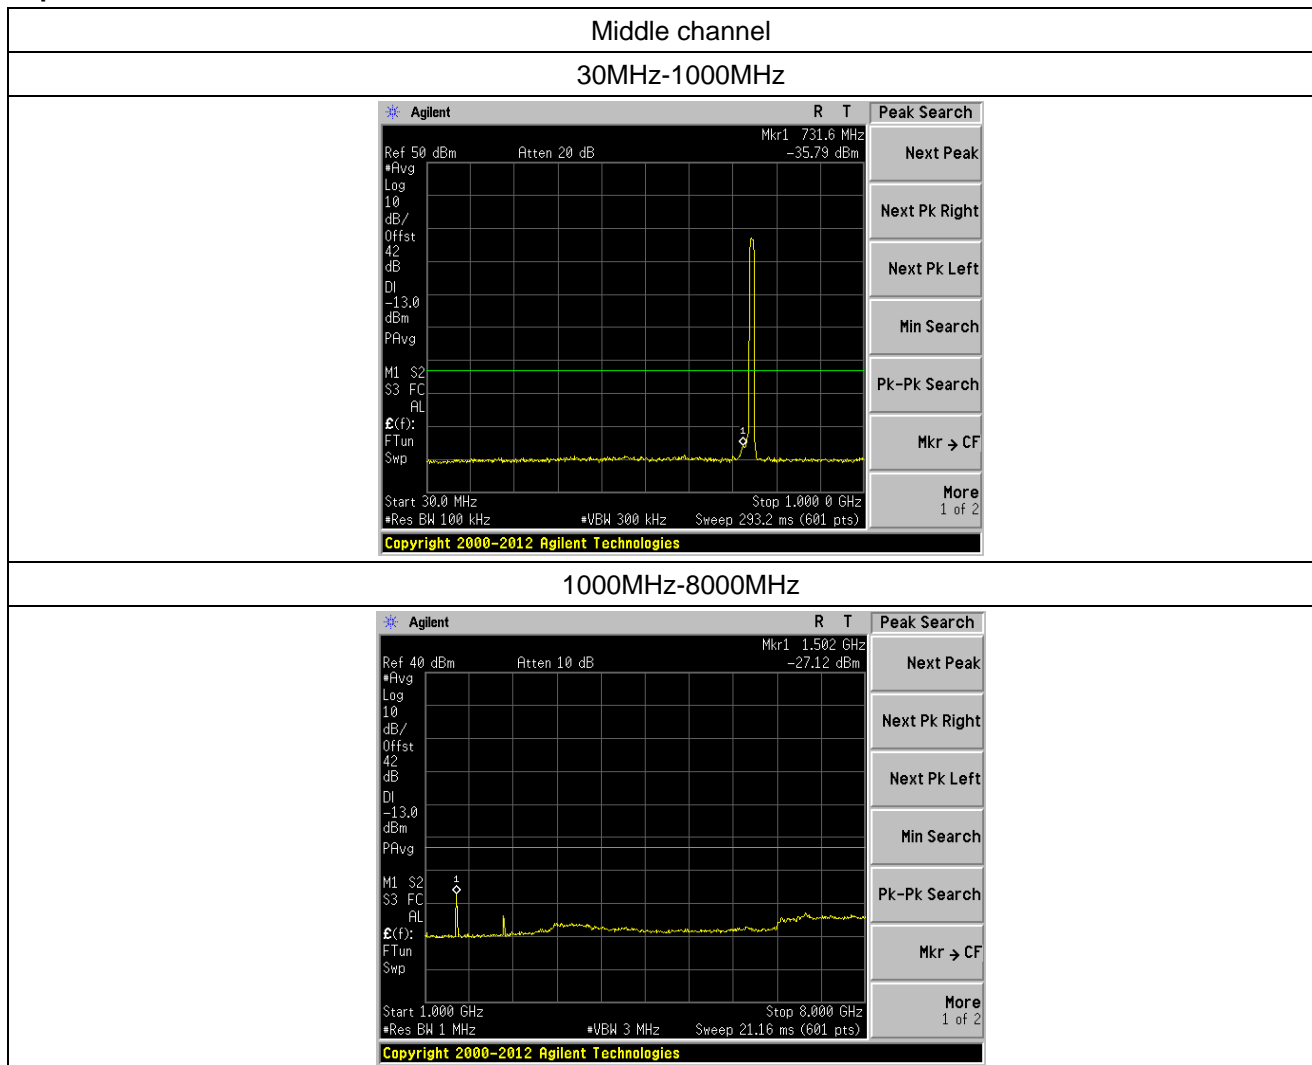 Middle channel
30MHz-1000MHz
Agilent R T Peak Search
Mkr1 731.6 MHz
Ref 50 dBm Atten 20 dB -35.79 dBm
#Avg
Log
10
dB/
Offst
42
dB
DI
-13.0
dBm
PAvg
M1 S2
S3 FC
AL
£(f):
FTun
Swp
1
Start 30.0 MHz Stop 1.000 0 GHz
#Res BW 100 kHz #VBW 300 kHz Sweep 293.2 ms (601 pts)
Copyright 2000-2012 Agilent Technologies
Next Peak
Next Pk Right
Next Pk Left
Min Search
Pk-Pk Search
Mkr → CF
More
1 of 2
1000MHz-8000MHz
Agilent R T Peak Search
Mkr1 1.502 GHz
Ref 40 dBm Atten 10 dB -27.12 dBm
#Avg
Log
10
dB/
Offst
42
dB
DI
-13.0
dBm
PAvg
M1 S2
S3 FC
AL
£(f):
FTun
Swp
1
Start 1.000 GHz Stop 8.000 GHz
#Res BW 1 MHz #VBW 3 MHz Sweep 21.16 ms (601 pts)
Copyright 2000-2012 Agilent Technologies
Next Peak
Next Pk Right
Next Pk Left
Min Search
Pk-Pk Search
Mkr → CF
More
1 of 2